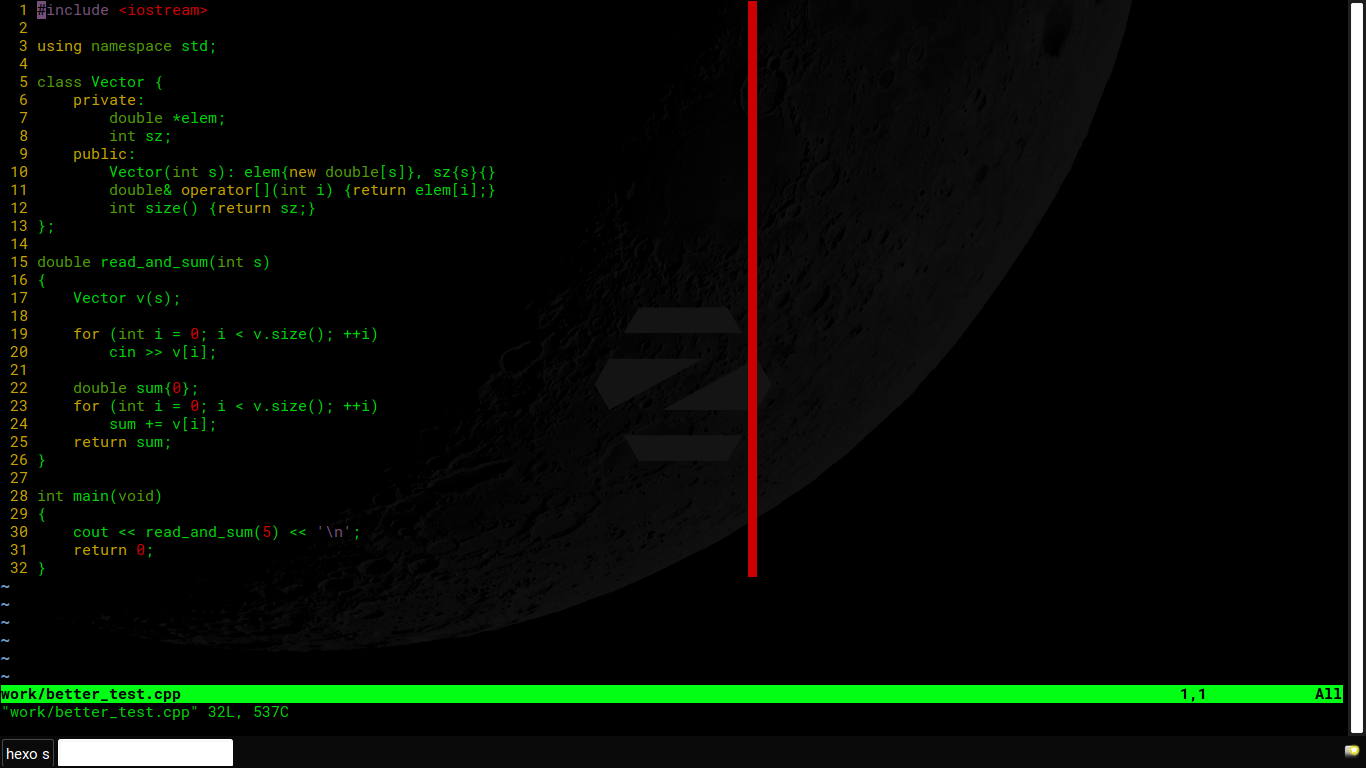 1 #include <iostream>
2
3 using namespace std;
4
5 class Vector {
6     private:
7         double *elem;
8         int sz;
9     public:
10         Vector(int s): elem{new double[s]}, sz{s}{}
11         double& operator[](int i) {return elem[i];}
12         int size() {return sz;}
13 };
14
15 double read_and_sum(int s)
16 {
17     Vector v(s);
18
19     for (int i = 0; i < v.size(); ++i)
20         cin >> v[i];
21
22     double sum{0};
23     for (int i = 0; i < v.size(); ++i)
24         sum += v[i];
25     return sum;
26 }
27
28 int main(void)
29 {
30     cout << read_and_sum(5) << '\n';
31     return 0;
32 }
~
~
~
~
~
~
work/better_test.cpp 1,1 All
"work/better_test.cpp" 32L, 537C
hexo s